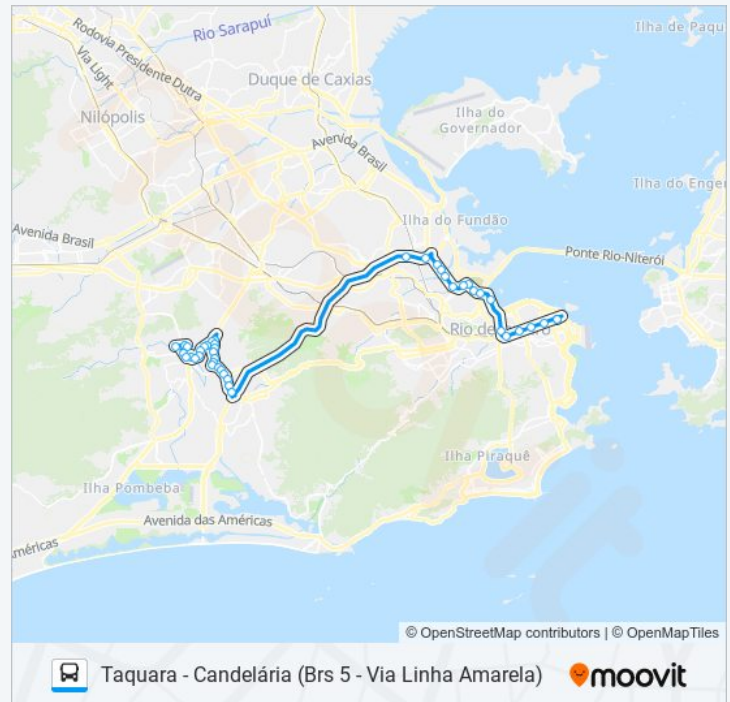 Rio Sarapuí
Ilha de Paqu
Rodovia Presidente Dutra
Via Light
Duque de Caxias
Nilópolis
Ilha do
Governador
Avenida Brasil
Ilha do Engen
Ilha do Fundão
Avenida Brasil
Ponte Rio-Niterói
Rio de
ro
Ilha Piraquê
Ilha Pombeba
Avenida das Américas
Américas
© OpenStreetMap contributors | © OpenMapTiles
Taquara - Candelária (Brs 5 - Via Linha Amarela)
moovit